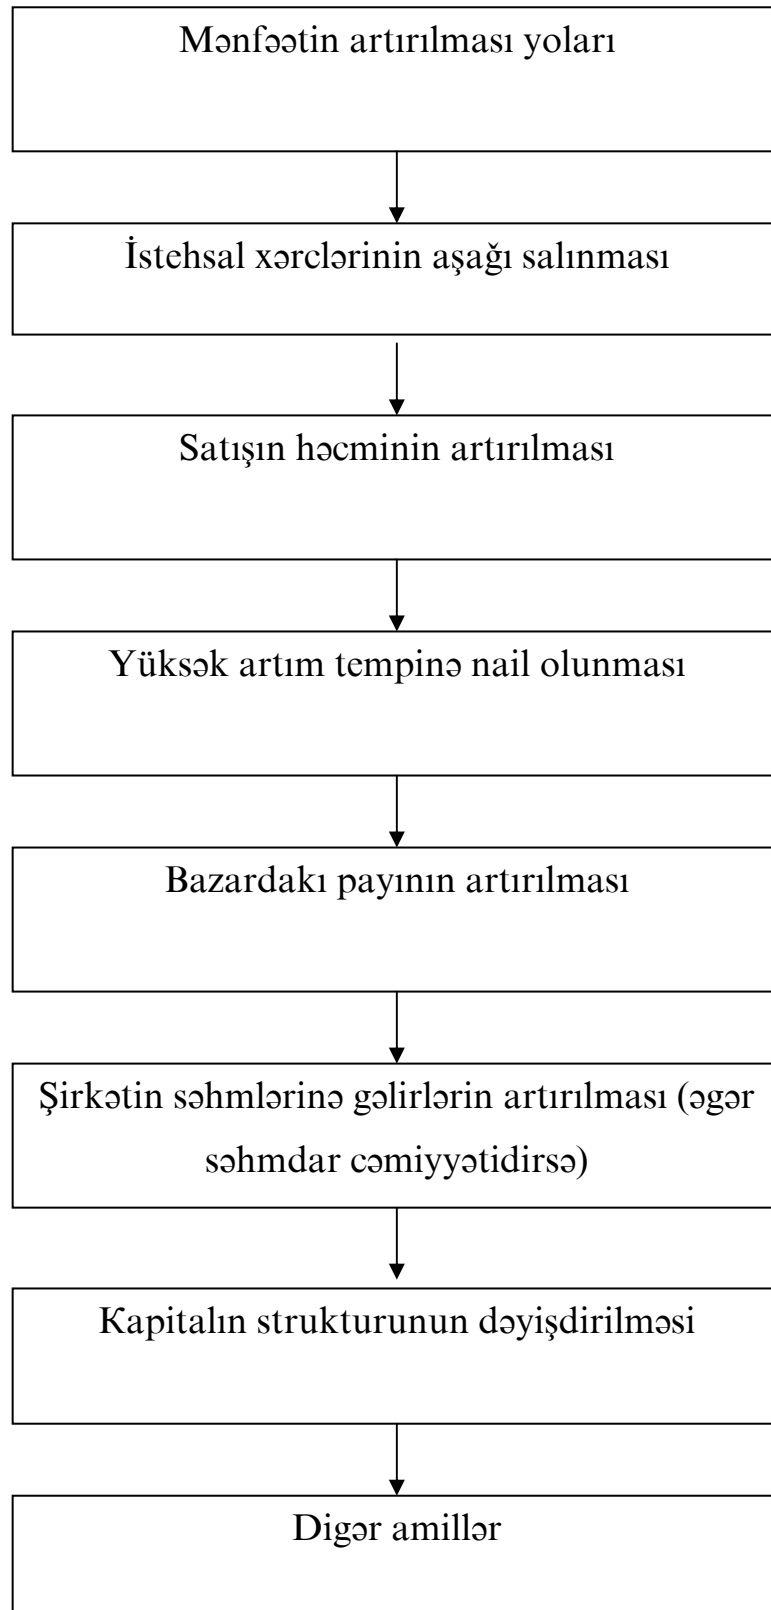 Mənfəətin artırılması yoları
İstehsal xərclərinin aşağı salınması
Satışın həcminin artırılması
Yüksək artım tempinə nail olunması
Bazardakı payının artırılması
Şirkətin səhmlərinə gəlirlərin artırılması (əgər
səhmdar cəmiyyətidirsə)
Kapitalın strukturunun dəyişdirilməsi
Digər amillər